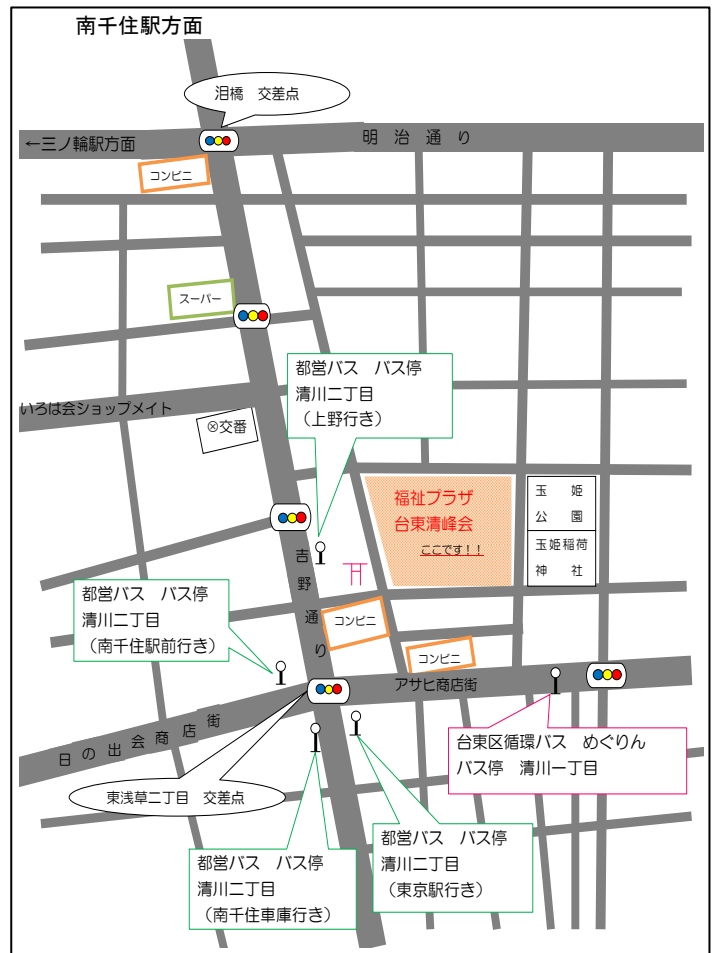 南千住駅方面
泪橋　交差点
←三ノ輪駅方面
明治通り
コンビニ
スーパー
都営バス　バス停
清川二丁目
（上野行き）
いろは会ショップメイト
⊗交番
福祉プラザ
台東清峰会
ここです！！
玉　姫
公　園
玉姫稲荷
神　社
吉野通り
都営バス　バス停
清川二丁目
（南千住駅前行き）
コンビニ
コンビニ
アサヒ商店街
日の出会商店街
台東区循環バス　めぐりん
バス停　清川一丁目
東浅草二丁目　交差点
都営バス　バス停
清川二丁目
（東京駅行き）
都営バス　バス停
清川二丁目
（南千住車庫行き）